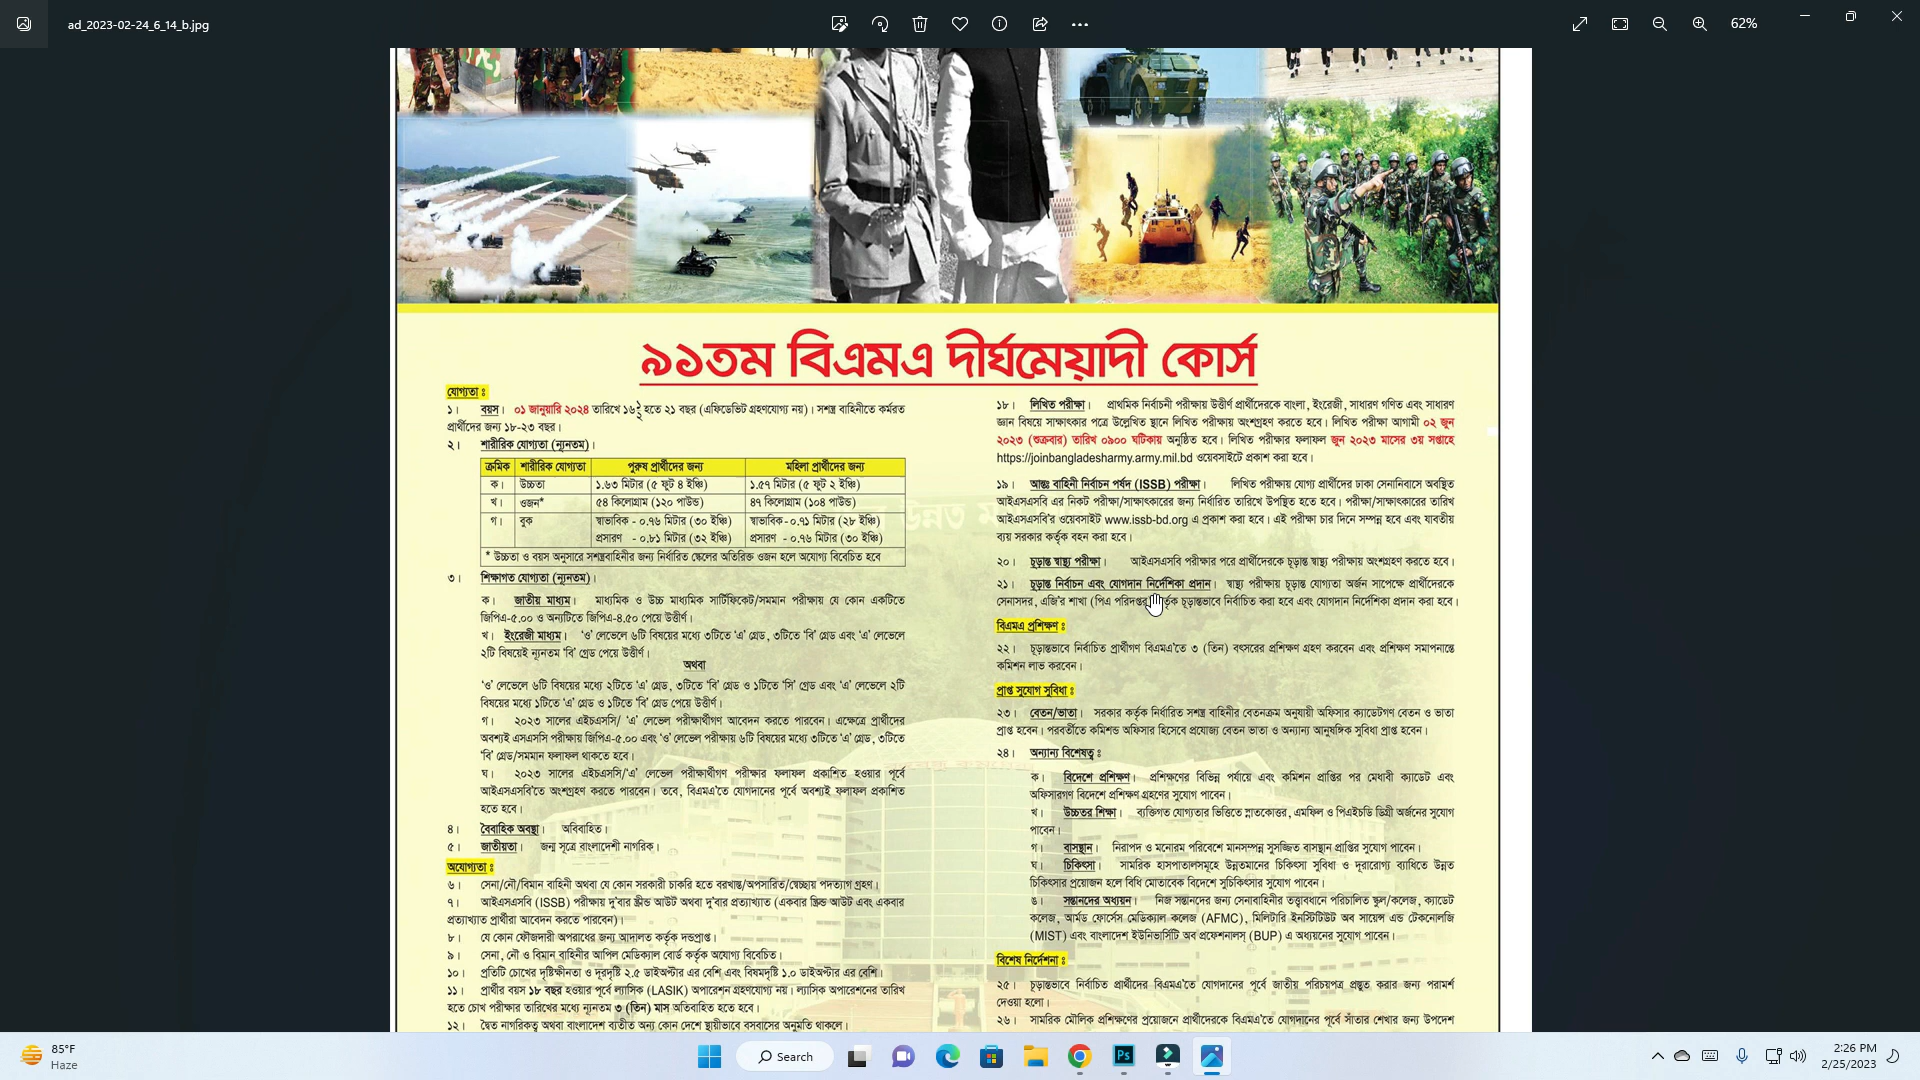 ad_2023-02-24_6_14_b.jpg
62%
৯১তম বিএমএ দীর্ঘমেয়াদী কোর্স
যোগ্যতা ঃ
১। বয়স। ০১ জানুয়ারি ২০২৪ তারিখে ১৬১/২ হতে ২১ বছর (এফিডেভিট গ্রহণযোগ্য নয়)। সশস্ত্র বাহিনীতে কর্মরত
প্রার্থীদের জন্য ১৮-২৩ বছর।
২। শারীরিক যোগ্যতা (ন্যূনতম)।
ক্রমিক শারীরিক যোগ্যতা পুরুষ প্রার্থীদের জন্য মহিলা প্রার্থীদের জন্য
ক। উচ্চতা ১.৬৩ মিটার (৫ ফুট ৪ ইঞ্চি) ১.৫৭ মিটার (৫ ফুট ২ ইঞ্চি)
খ। ওজন* ৫৪ কিলোগ্রাম (১২০ পাউন্ড) ৪৭ কিলোগ্রাম (১০৪ পাউন্ড)
গ। বুক স্বাভাবিক - ০.৭৬ মিটার (৩০ ইঞ্চি) স্বাভাবিক - ০.৭১ মিটার (২৮ ইঞ্চি)
প্রসারণ - ০.৮১ মিটার (৩২ ইঞ্চি) প্রসারণ - ০.৭৬ মিটার (৩০ ইঞ্চি)
* উচ্চতা ও বয়স অনুসারে সশস্ত্রবাহিনীর জন্য নির্ধারিত স্কেলের অতিরিক্ত ওজন হলে অযোগ্য বিবেচিত হবে
৩। শিক্ষাগত যোগ্যতা (ন্যূনতম)।
ক। জাতীয় মাধ্যম। মাধ্যমিক ও উচ্চ মাধ্যমিক সার্টিফিকেট/সমমান পরীক্ষায় যে কোন একটিতে
জিপিএ-৫.০০ ও অন্যটিতে জিপিএ-৪.৫০ পেয়ে উত্তীর্ণ।
খ। ইংরেজী মাধ্যম। ‘ও’ লেভেলে ৬টি বিষয়ের মধ্যে ৩টিতে ‘এ’ গ্রেড, ৩টিতে ‘বি’ গ্রেড এবং ‘এ’ লেভেলে
২টি বিষয়েই ন্যূনতম ‘বি’ গ্রেড পেয়ে উত্তীর্ণ।
অথবা
‘ও’ লেভেলে ৬টি বিষয়ের মধ্যে ২টিতে ‘এ’ গ্রেড, ৩টিতে ‘বি’ গ্রেড ও ১টিতে ‘সি’ গ্রেড এবং ‘এ’ লেভেলে ২টি
বিষয়ের মধ্যে ১টিতে ‘এ’ গ্রেড ও ১টিতে ‘বি’ গ্রেড পেয়ে উত্তীর্ণ।
গ। ২০২৩ সালের এইচএসসি/ ‘এ’ লেভেল পরীক্ষার্থীগণ আবেদন করতে পারবেন। এক্ষেত্রে প্রার্থীদের
অবশ্যই এসএসসি পরীক্ষায় জিপিএ-৫.০০ এবং ‘ও’ লেভেল পরীক্ষায় ৬টি বিষয়ের মধ্যে ৩টিতে ‘এ’ গ্রেড, ৩টিতে
‘বি’ গ্রেড/সমমান ফলাফল থাকতে হবে।
ঘ। ২০২৩ সালের এইচএসসি/‘এ’ লেভেল পরীক্ষার্থীগণ পরীক্ষার ফলাফল প্রকাশিত হওয়ার পূর্বে
আইএসএসবি’তে অংশগ্রহণ করতে পারবেন। তবে, বিএমএ’তে যোগদানের পূর্বে অবশ্যই ফলাফল প্রকাশিত
হতে হবে।
৪। বৈবাহিক অবস্থা। অবিবাহিত।
৫। জাতীয়তা। জন্ম সূত্রে বাংলাদেশী নাগরিক।
অযোগ্যতা ঃ
৬। সেনা/নৌ/বিমান বাহিনী অথবা যে কোন সরকারী চাকরি হতে বরখাস্ত/অপসারিত/স্বেচ্ছায় পদত্যাগ গ্রহণ।
৭। আইএসএসবি (ISSB) পরীক্ষায় দু’বার স্ক্রীন্ড আউট অথবা দু’বার প্রত্যাখ্যাত (একবার স্ক্রিন্ড আউট এবং একবার
প্রত্যাখ্যাত প্রার্থীরা আবেদন করতে পারবেন)।
৮। যে কোন ফৌজদারী অপরাধের জন্য আদালত কর্তৃক দন্ডপ্রাপ্ত।
৯। সেনা, নৌ ও বিমান বাহিনীর আপিল মেডিক্যাল বোর্ড কর্তৃক অযোগ্য বিবেচিত।
১০। প্রতিটি চোখের দৃষ্টিক্ষীনতা ও দূরদৃষ্টি ২.৫ ডাইঅপ্টার এর বেশি এবং বিষমদৃষ্টি ১.০ ডাইঅপ্টার এর বেশি।
১১। প্রার্থীর বয়স ১৮ বছর হওয়ার পূর্বে ল্যাসিক (LASIK) অপারেশন গ্রহণযোগ্য নয়। ল্যাসিক অপারেশনের তারিখ
হতে চোখ পরীক্ষার তারিখের মধ্যে ন্যূনতম ৩ (তিন) মাস অতিবাহিত হতে হবে।
১২। দ্বৈত নাগরিকত্ব অথবা বাংলাদেশ ব্যতীত অন্য কোন দেশে স্থায়ীভাবে বসবাসের অনুমতি থাকলে।
১৮। লিখিত পরীক্ষা। প্রাথমিক নির্বাচনী পরীক্ষায় উত্তীর্ণ প্রার্থীদেরকে বাংলা, ইংরেজী, সাধারণ গণিত এবং সাধারণ
জ্ঞান বিষয়ে সাক্ষাৎকার পত্রে উল্লেখিত স্থানে লিখিত পরীক্ষায় অংশগ্রহণ করতে হবে। লিখিত পরীক্ষা আগামী ০২ জুন
২০২৩ (শুক্রবার) তারিখ ০৯০০ ঘটিকায় অনুষ্ঠিত হবে। লিখিত পরীক্ষার ফলাফল জুন ২০২৩ মাসের ৩য় সপ্তাহে
https://joinbangladesharmy.army.mil.bd ওয়েবসাইটে প্রকাশ করা হবে।
১৯। আন্তঃ বাহিনী নির্বাচন পর্ষদ (ISSB) পরীক্ষা। লিখিত পরীক্ষায় যোগ্য প্রার্থীদের ঢাকা সেনানিবাসে অবস্থিত
আইএসএসবি এর নিকট পরীক্ষা/সাক্ষাৎকারের জন্য নির্ধারিত তারিখে উপস্থিত হতে হবে। পরীক্ষা/সাক্ষাৎকারের তারিখ
আইএসএসবি’র ওয়েবসাইট www.issb-bd.org এ প্রকাশ করা হবে। এই পরীক্ষা চার দিনে সম্পন্ন হবে এবং যাবতীয়
ব্যয় সরকার কর্তৃক বহন করা হবে।
২০। চূড়ান্ত স্বাস্থ্য পরীক্ষা। আইএসএসবি পরীক্ষার পরে প্রার্থীদেরকে চূড়ান্ত স্বাস্থ্য পরীক্ষায় অংশগ্রহণ করতে হবে।
২১। চূড়ান্ত নির্বাচন এবং যোগদান নির্দেশিকা প্রদান। স্বাস্থ্য পরীক্ষায় চূড়ান্ত যোগ্যতা অর্জন সাপেক্ষে প্রার্থীদেরকে
সেনাসদর, এজি’র শাখা (পিএ পরিদপ্তর চূড়ান্তভাবে নির্বাচিত করা হবে এবং যোগদান নির্দেশিকা প্রদান করা হবে।
বিএমএ প্রশিক্ষণ ঃ
২২। চূড়ান্তভাবে নির্বাচিত প্রার্থীগণ বিএমএ’তে ৩ (তিন) বৎসরের প্রশিক্ষণ গ্রহণ করবেন এবং প্রশিক্ষণ সমাপনান্তে
কমিশন লাভ করবেন।
প্রাপ্ত সুযোগ সুবিধা ঃ
২৩। বেতন/ভাতা। সরকার কর্তৃক নির্ধারিত সশস্ত্র বাহিনীর বেতনক্রম অনুযায়ী অফিসার ক্যাডেটগণ বেতন ও ভাতা
প্রাপ্ত হবেন। পরবর্তীতে কমিশন্ড অফিসার হিসেবে প্রযোজ্য বেতন ভাতা ও অন্যান্য আনুষঙ্গিক সুবিধা প্রাপ্ত হবেন।
২৪। অন্যান্য বিশেষত্ব ঃ
ক। বিদেশে প্রশিক্ষণ। প্রশিক্ষণের বিভিন্ন পর্যায়ে এবং কমিশন প্রাপ্তির পর মেধাবী ক্যাডেট এবং
অফিসারগণ বিদেশে প্রশিক্ষণ গ্রহণের সুযোগ পাবেন।
খ। উচ্চতর শিক্ষা। ব্যক্তিগত যোগ্যতার ভিত্তিতে স্নাতকোত্তর, এমফিল ও পিএইচডি ডিগ্রী অর্জনের সুযোগ
পাবেন।
গ। বাসস্থান। নিরাপদ ও মনোরম পরিবেশে মানসম্পন্ন সুসজ্জিত বাসস্থান প্রাপ্তির সুযোগ পাবেন।
ঘ। চিকিৎসা। সামরিক হাসপাতালসমূহে উন্নতমানের চিকিৎসা সুবিধা ও দূরারোগ্য ব্যাধিতে উন্নত
চিকিৎসার প্রয়োজন হলে বিধি মোতাবেক বিদেশে সুচিকিৎসার সুযোগ পাবেন।
ঙ। সন্তানদের অধ্যয়ন। নিজ সন্তানদের জন্য সেনাবাহিনীর তত্ত্বাবধানে পরিচালিত স্কুল/কলেজ, ক্যাডেট
কলেজ, আর্মড ফোর্সেস মেডিক্যাল কলেজ (AFMC), মিলিটারি ইনস্টিটিউট অব সায়েন্স এন্ড টেকনোলজি
(MIST) এবং বাংলাদেশ ইউনিভার্সিটি অব প্রফেশনালস্ (BUP) এ অধ্যয়নের সুযোগ পাবেন।
বিশেষ নির্দেশনা ঃ
২৫। চূড়ান্তভাবে নির্বাচিত প্রার্থীদের বিএমএ’তে যোগদানের পূর্বে জাতীয় পরিচয়পত্র প্রস্তুত করার জন্য পরামর্শ
দেওয়া হলো।
২৬। সামরিক মৌলিক প্রশিক্ষণের প্রয়োজনে প্রার্থীদেরকে বিএমএ’তে যোগদানের পূর্বে সাঁতার শেখার জন্য উপদেশ
85°F
Haze
Search
Ps
2:26 PM
2/25/2023